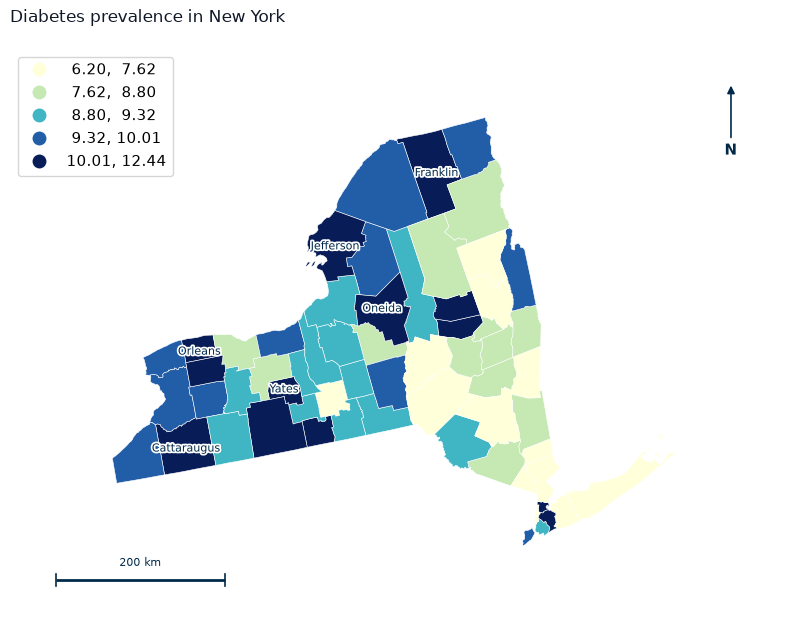 Diabetes prevalence in New York
6.20, 7.62
7.62, 8.80
8.80, 9.32
9.32, 10.01
10.01, 12.44
N
Franklin
Jefferson
Oneida
Orleans
Yates
Cattaraugus
200 km